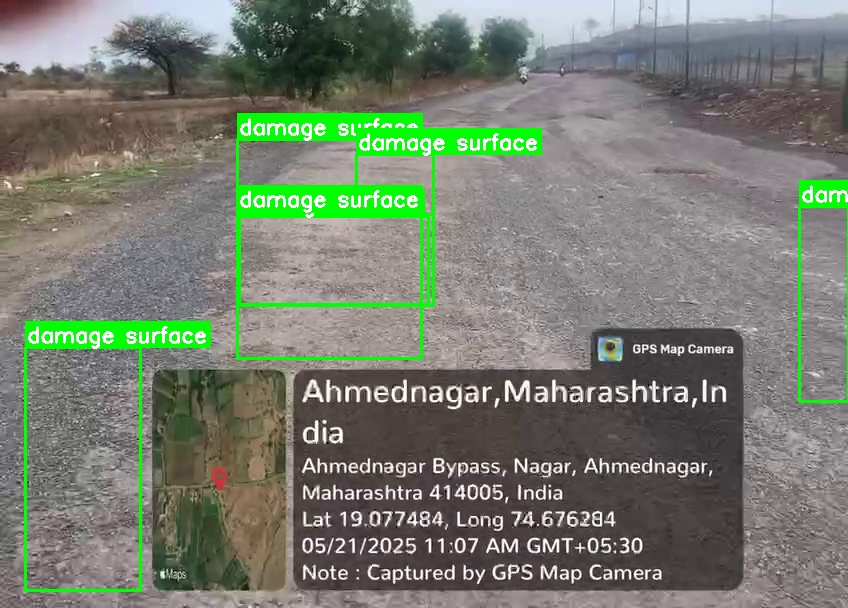 damage surface
damage surface
damage surface
dam
damage surface
GPS Map Camera
Ahmednagar,Maharashtra,In
dia
Ahmednagar Bypass, Nagar, Ahmednagar,
Maharashtra 414005, India
Lat 19.077484, Long
05/21/2025 11:07 AM GMT+05:30
Note : Captured by GPS Map Camera
Maps